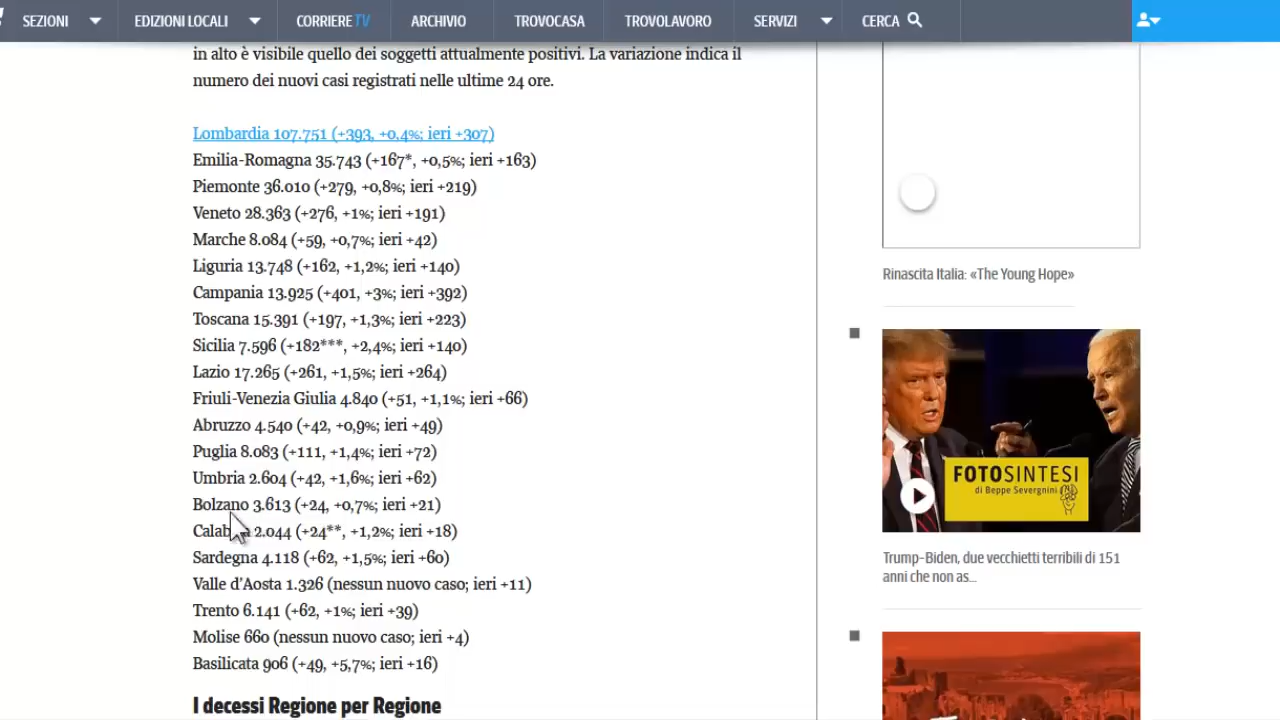 SEZIONI
EDIZIONI LOCALI
CORRIERE TV
ARCHIVIO
TROVOCASA
TROVOLAVORO
SERVIZI
CERCA
in alto è visibile quello dei soggetti attualmente positivi. La variazione indica il
numero dei nuovi casi registrati nelle ultime 24 ore.
Lombardia 107.751 (+393, +0,4%; ieri +307)
Emilia-Romagna 35.743 (+167*, +0,5%; ieri +163)
Piemonte 36.010 (+279, +0,8%; ieri +219)
Veneto 28.363 (+276, +1%; ieri +191)
Marche 8.084 (+59, +0,7%; ieri +42)
Liguria 13.748 (+162, +1,2%; ieri +140)
Campania 13.925 (+401, +3%; ieri +392)
Toscana 15.391 (+197, +1,3%; ieri +223)
Sicilia 7.596 (+182***, +2,4%; ieri +140)
Lazio 17.265 (+261, +1,5%; ieri +264)
Friuli-Venezia Giulia 4.840 (+51, +1,1%; ieri +66)
Abruzzo 4.540 (+42, +0,9%; ieri +49)
Puglia 8.083 (+111, +1,4%; ieri +72)
Umbria 2.604 (+42, +1,6%; ieri +62)
Bolzano 3.613 (+24, +0,7%; ieri +21)
Calabria 2.044 (+24**, +1,2%; ieri +18)
Sardegna 4.118 (+62, +1,5%; ieri +60)
Valle d'Aosta 1.326 (nessun nuovo caso; ieri +11)
Trento 6.141 (+62, +1%; ieri +39)
Molise 660 (nessun nuovo caso; ieri +4)
Basilicata 906 (+49, +5,7%; ieri +16)
I decessi Regione per Regione
Rinascita Italia: «The Young Hope»
FOTOSINTESI
di Beppe Severgnini
Trump-Biden, due vecchietti terribili di 151
anni che non as...